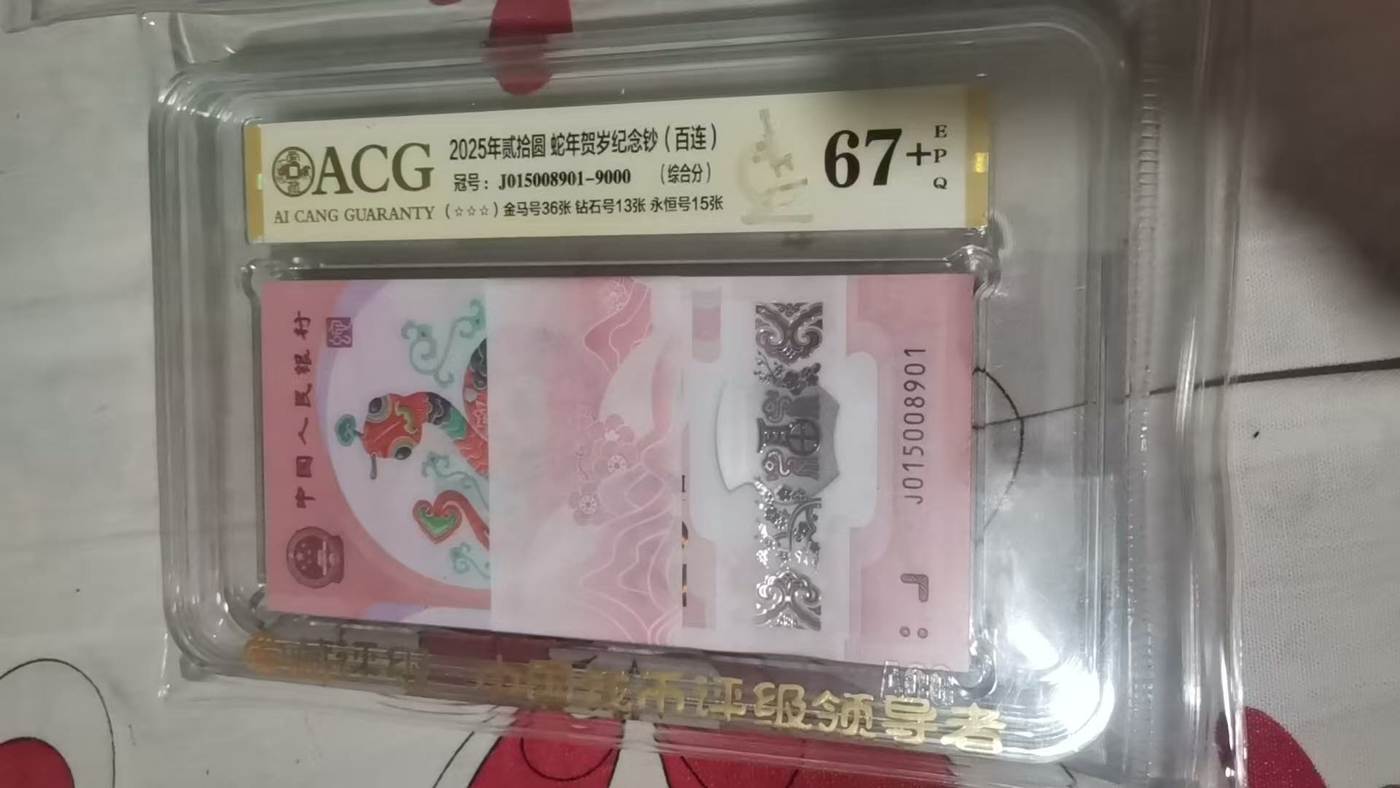 ACG
AI CANG GUARANTY
2025年贰拾圆 蛇年贺岁纪念钞（百连）
冠号：J015008901-9000 （综合分）
（☆☆☆）金马号36张 钻石号13张 永恒号15张
67+
EPQ
中国人民银行
J015008901
钱币评级领导者